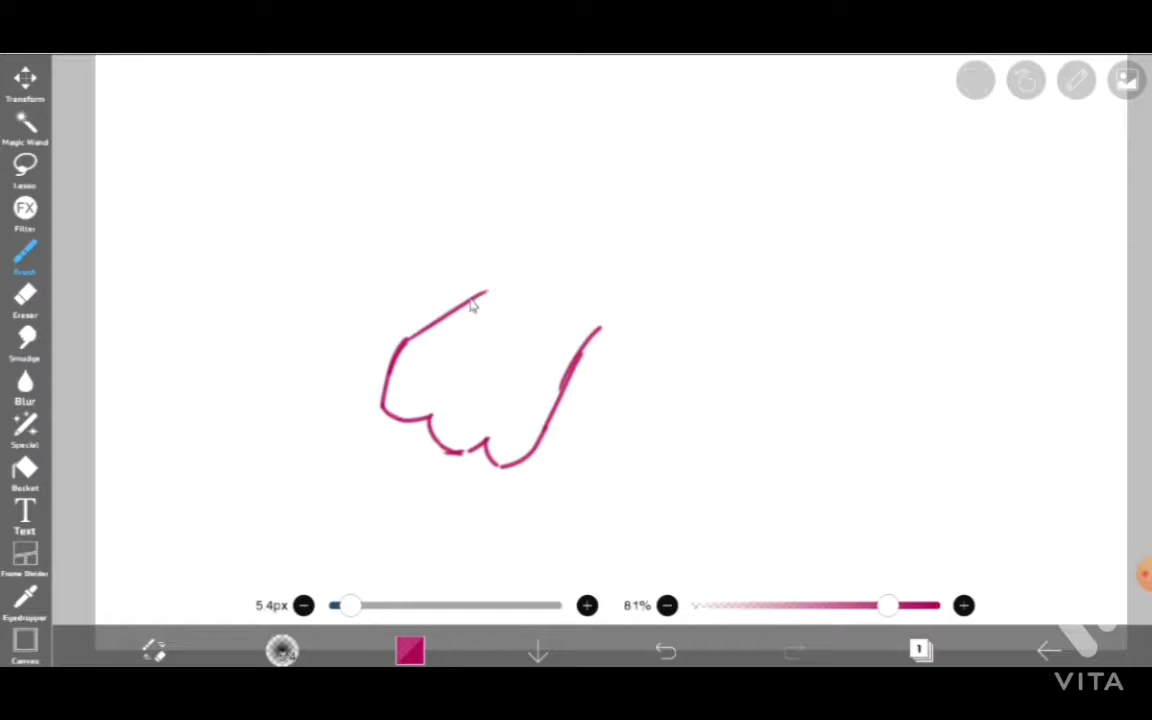 Transform
Magic Wand
Lasso
FX
Filter
Brush
Eraser
Smudge
Blur
Special
Bucket
T
Text
Frame Divider
Eyedropper
Canvas
5.4px
81%
1
VITA